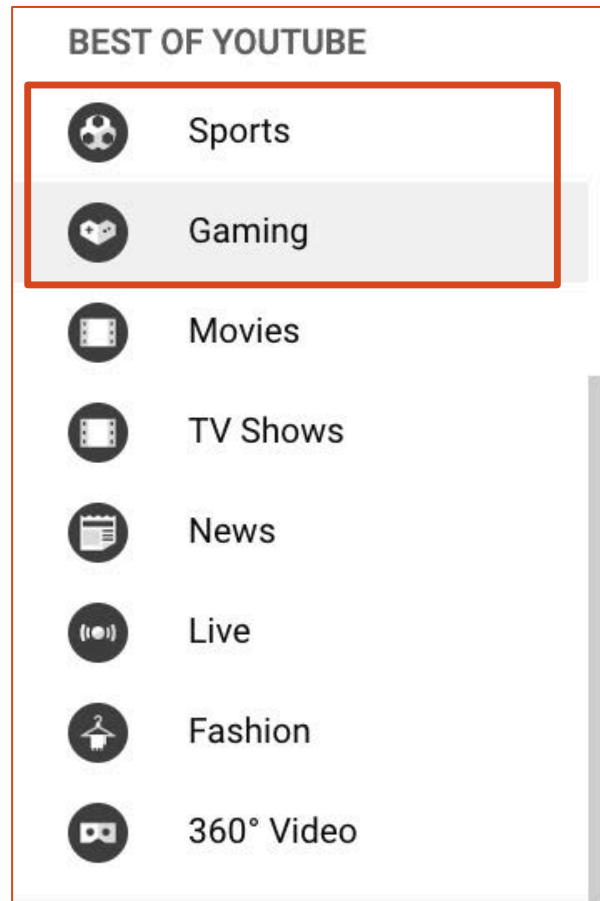 BEST OF YOUTUBE
Sports
Gaming
Movies
TV Shows
News
Live
Fashion
360° Video